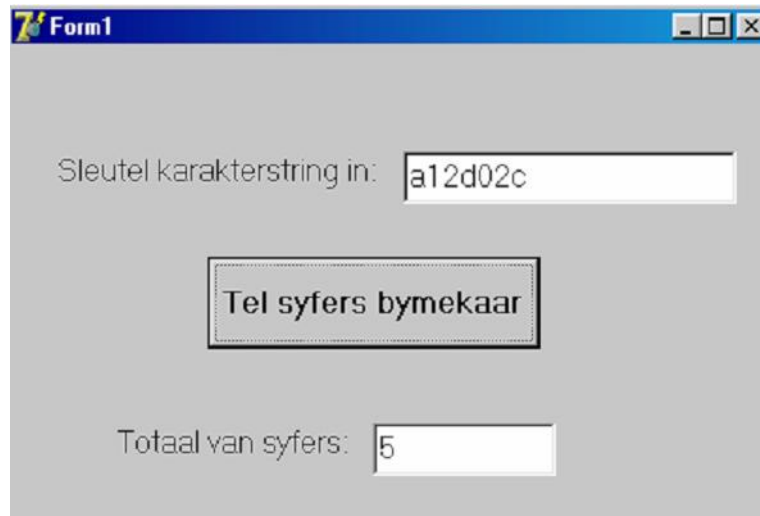 Form1
Sleutel karakterstring in: a12d02c
Tel syfers bymekaar
Totaal van syfers: 5